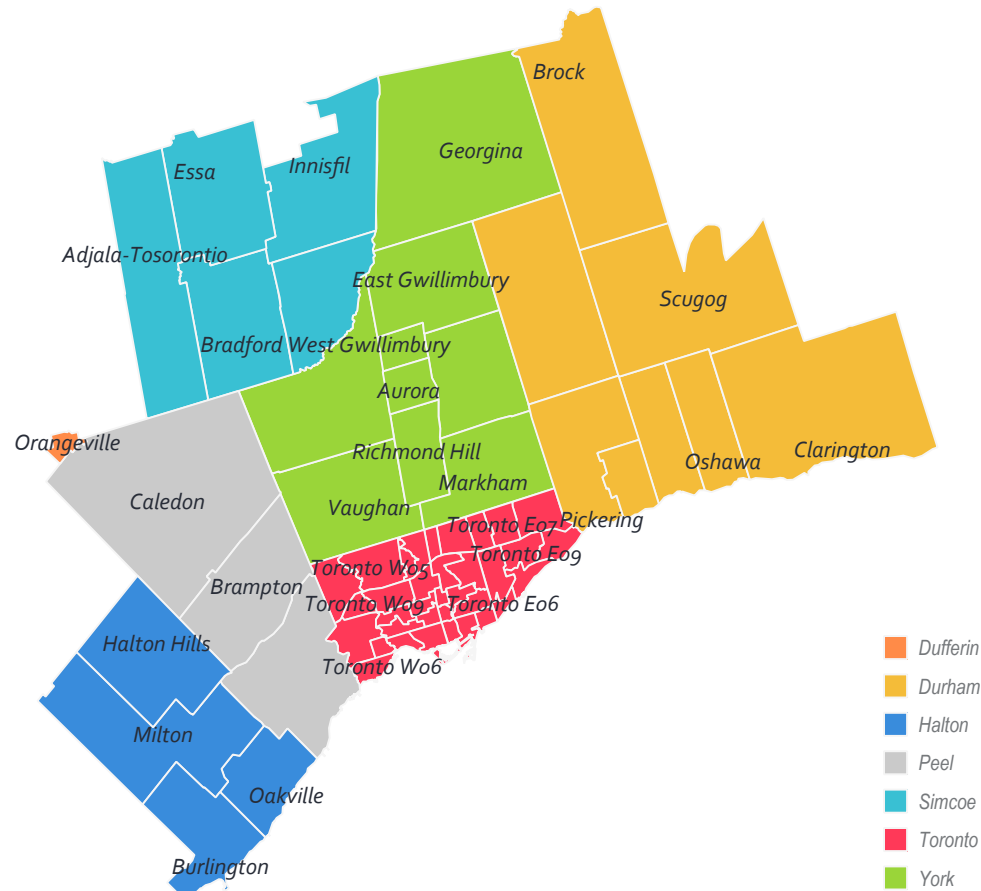 Brock
Georgina
Innisfil
Essa
Adjala-Tosorontio
East Gwillimbury
Scugog
Bradford West Gwillimbury
Aurora
Orangeville
Richmond Hill
Clarington
Oshawa
Markham
Caledon
Vaughan
Pickering
Toronto E07
Toronto E09
Toronto W05
Brampton
Toronto W09
Toronto E06
Halton Hills
Toronto W06
Milton
Oakville
Burlington
Dufferin
Durham
Halton
Peel
Simcoe
Toronto
York